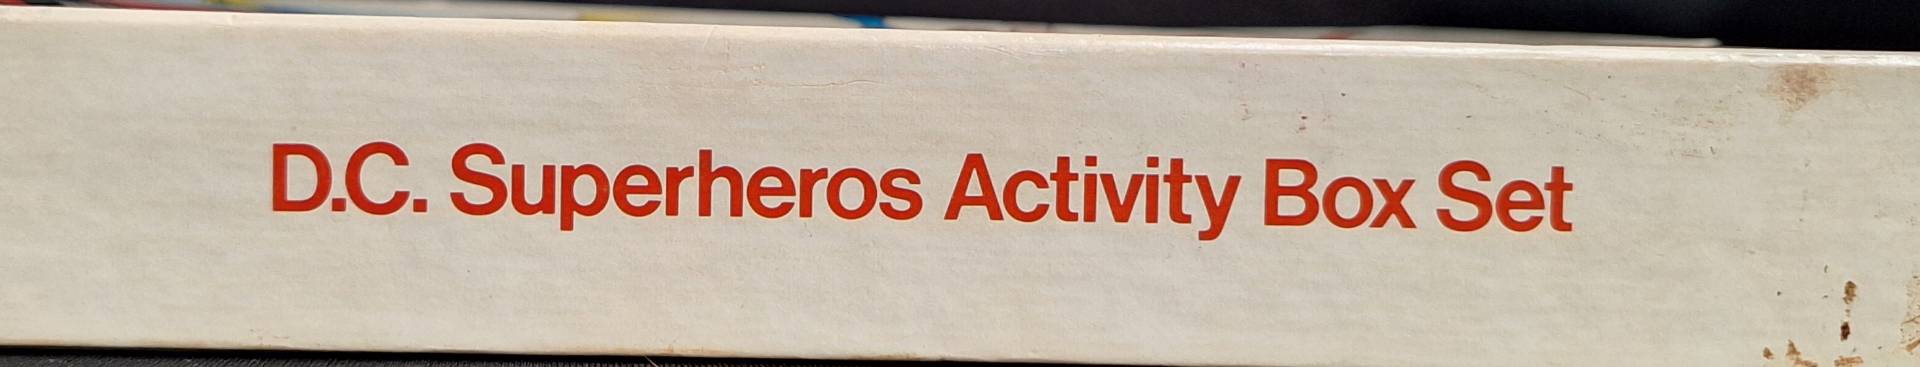 D.C. Superheros Activity Box Set